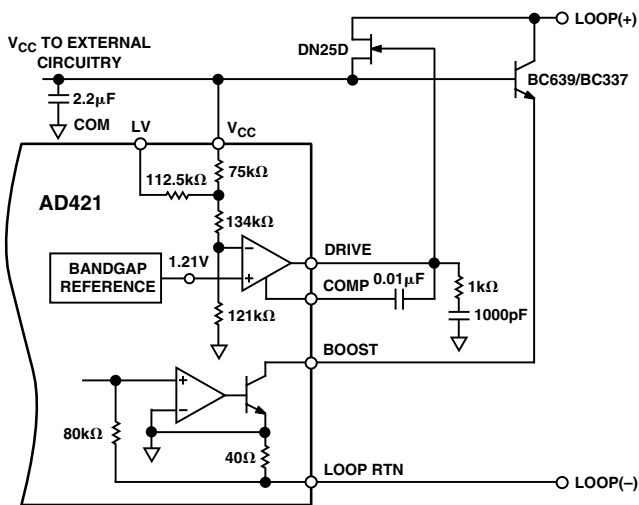 LOOP(+)
DN25D
V_CC TO EXTERNAL
CIRCUITRY
BC639/BC337
2.2µF
COM
LV
V_CC
75kΩ
112.5kΩ
AD421
134kΩ
DRIVE
BANDGAP
REFERENCE
1.21V
–
+
COMP
0.01µF
1kΩ
121kΩ
1000pF
BOOST
+
–
80kΩ
40Ω
LOOP RTN
LOOP(–)